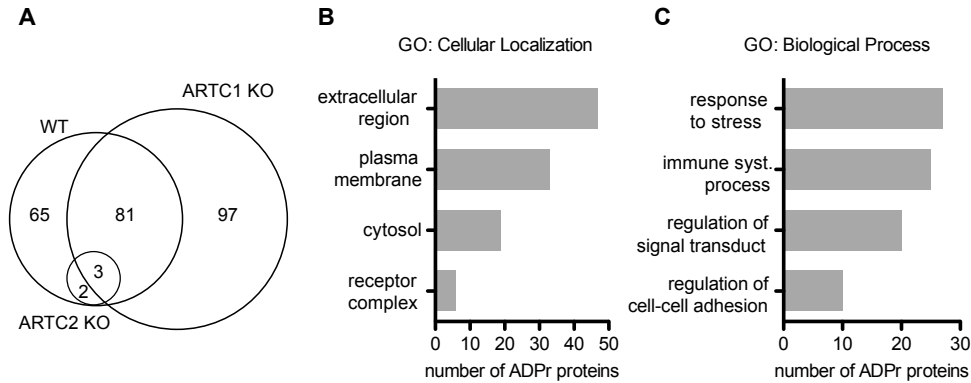 A
WT
ARTC1 KO
65
81
97
3
2
ARTC2 KO
B
GO: Cellular Localization
0 10 20 30 40 50
extracellular
region
plasma
membrane
cytosol
receptor
complex
number of ADPr proteins
C
GO: Biological Process
response
to stress
immune syst.
process
regulation of
signal transduct
regulation of
cell-cell adhesion
0 10 20 30
number of ADPr proteins